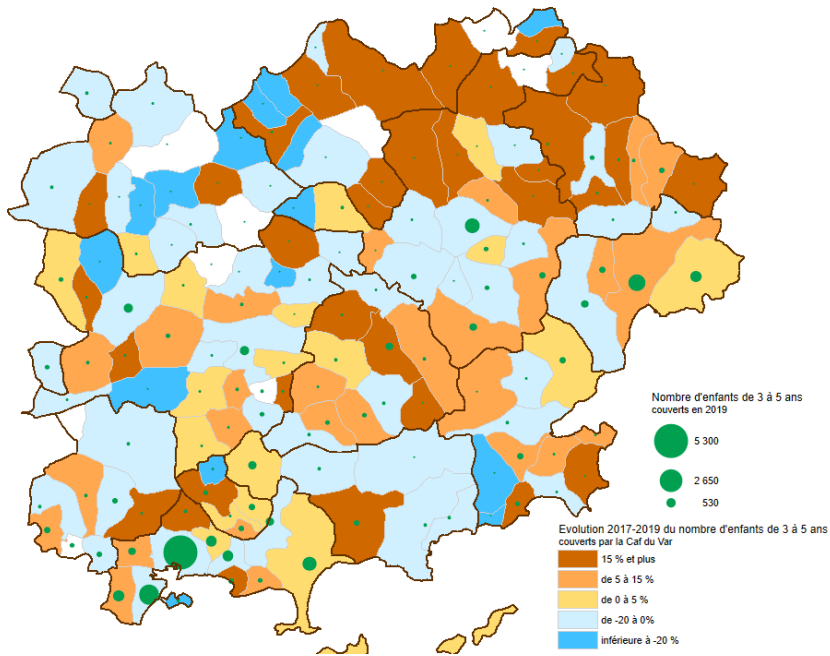 Nombre d'enfants de 3 à 5 ans
couverts en 2019
5 300
2 650
530
Evolution 2017-2019 du nombre d'enfants de 3 à 5 ans
couverts par la Caf du Var
15 % et plus
de 5 à 15 %
de 0 à 5 %
de -20 à 0%
inférieure à -20 %